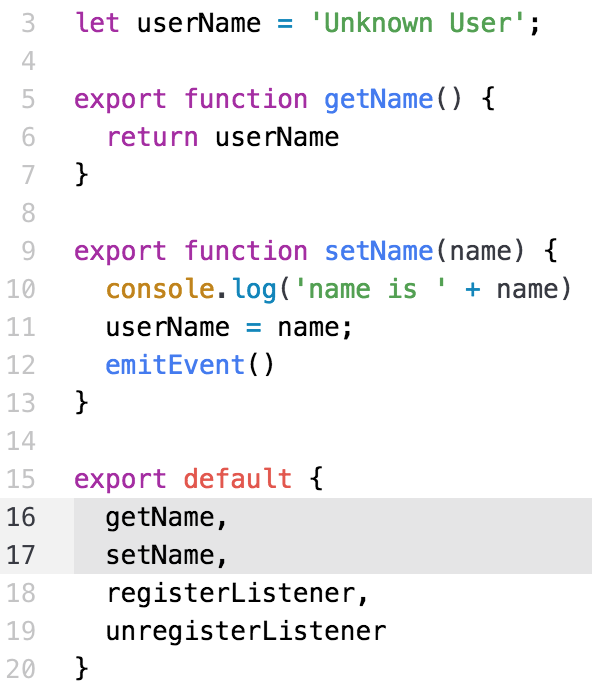 3 let userName = 'Unknown User';
4
5 export function getName() {
6   return userName
7 }
8
9 export function setName(name) {
10   console.log('name is ' + name)
11   userName = name;
12   emitEvent()
13 }
14
15 export default {
16   getName,
17   setName,
18   registerListener,
19   unregisterListener
20 }